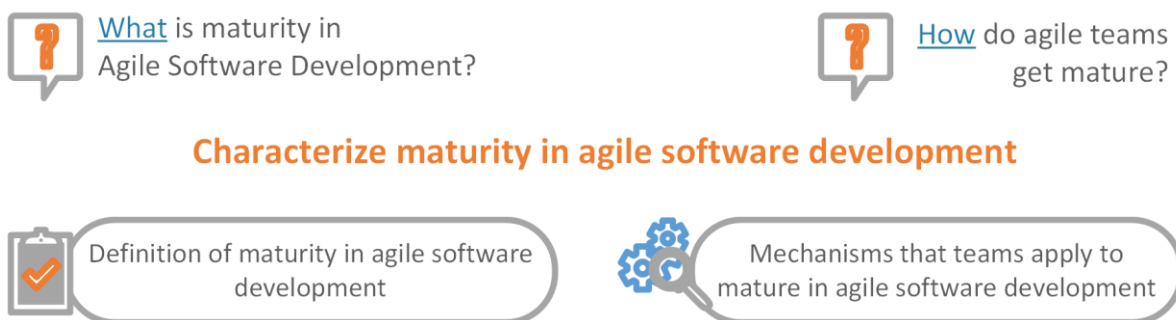 What is maturity in
Agile Software Development?
How do agile teams
get mature?
Characterize maturity in agile software development
Definition of maturity in agile software
development
Mechanisms that teams apply to
mature in agile software development